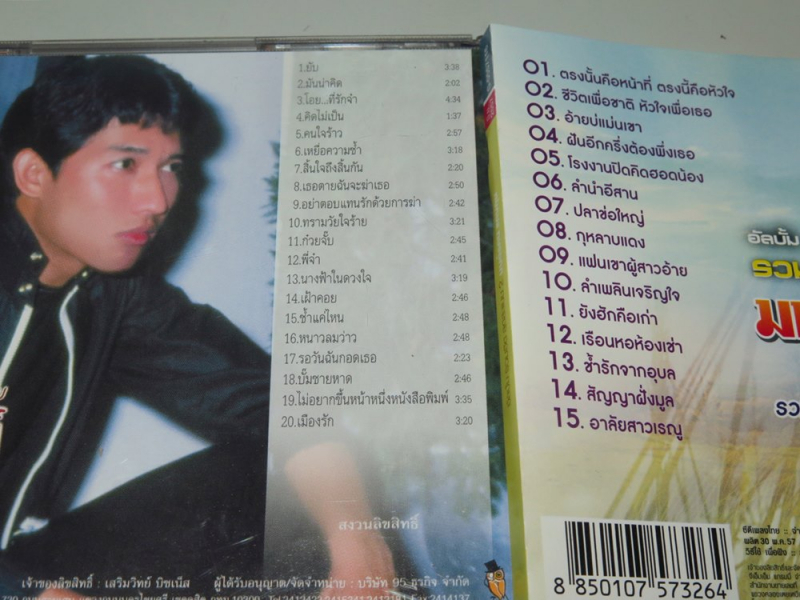 1.ยับ 3:38
2.มันน่าคิด 2:02
3.โอย...ที่รักจ๋า 4:34
4.คิดไม่เป็น 1:37
5.คนใจร้าว 2:57
6.เหยื่อความช้ำ 3:18
7.สิ้นใจถึงสิ้นกัน 2:20
8.เธอตายฉันจะฆ่าเธอ 2:50
9.อย่าตอบแทนรักด้วยการฆ่า 2:42
10.ทรามวัยใจร้าย 3:21
11.ก๋วยจั๊บ 2:45
12.พี่จ๋า 2:41
13.นางฟ้าในดวงใจ 3:19
14.เฝ้าคอย 2:46
15.ช้ำแค่ไหน 2:48
16.หนาวลมว่าว 2:48
17.รอวันฉันกอดเธอ 2:23
18.บั้มชายหาด 2:46
19.ไม่อยากขึ้นหน้าหนึ่งหนังสือพิมพ์ 3:35
20.เมืองรัก 3:20
สงวนลิขสิทธิ์
เจ้าของลิขสิทธิ์ : เสริมวิทย์ บิซเนิส ผู้ได้รับอนุญาต/จัดจำหน่าย : บริษัท 95 ธุรกิจ จำกัด
01. ตรงนั้นคือหน้าที่ ตรงนี้คือหัวใจ
02. ชีวิตเพื่อชาติ หัวใจเพื่อเธอ
03. อ้ายบ่แม่นเขา
04. ฝันอีกครึ่งต้องพึ่งเธอ
05. โรงงานปิดคิดฮอดน้อง
06. ลำนำอีสาน
07. ปลาซ่อใหญ่
08. กุหลาบแดง
09. แฟนเขาผู้สาวอ้าย
10. ลำเพลินเจริญใจ
11. ยังฮักคือเก่า
12. เรือนหอห้องเช่า
13. ช้ำรักจากอุบล
14. สัญญาฝั่งมูล
15. อาลัยสาวเรณู
อัลบั้ม
8 850107 573264